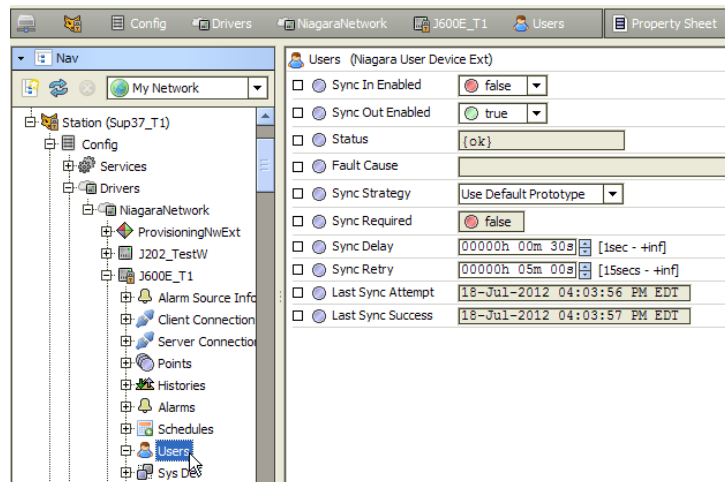 Config Drivers NiagaraNetwork J600E_T1 Users Property Sheet
Nav
My Network
Station (Sup37_T1)
Config
Services
Drivers
NiagaraNetwork
ProvisioningNwExt
J202_TestW
J600E_T1
Alarm Source Info
Client Connection
Server Connection
Points
Histories
Alarms
Schedules
Users
Sys
Users (Niagara User Device Ext)
Sync In Enabled false
Sync Out Enabled true
Status {ok}
Fault Cause
Sync Strategy Use Default Prototype
Sync Required false
Sync Delay 00000h 00m 30s [1sec - +inf]
Sync Retry 00000h 05m 00s [15secs - +inf]
Last Sync Attempt 18-Jul-2012 04:03:56 PM EDT
Last Sync Success 18-Jul-2012 04:03:57 PM EDT